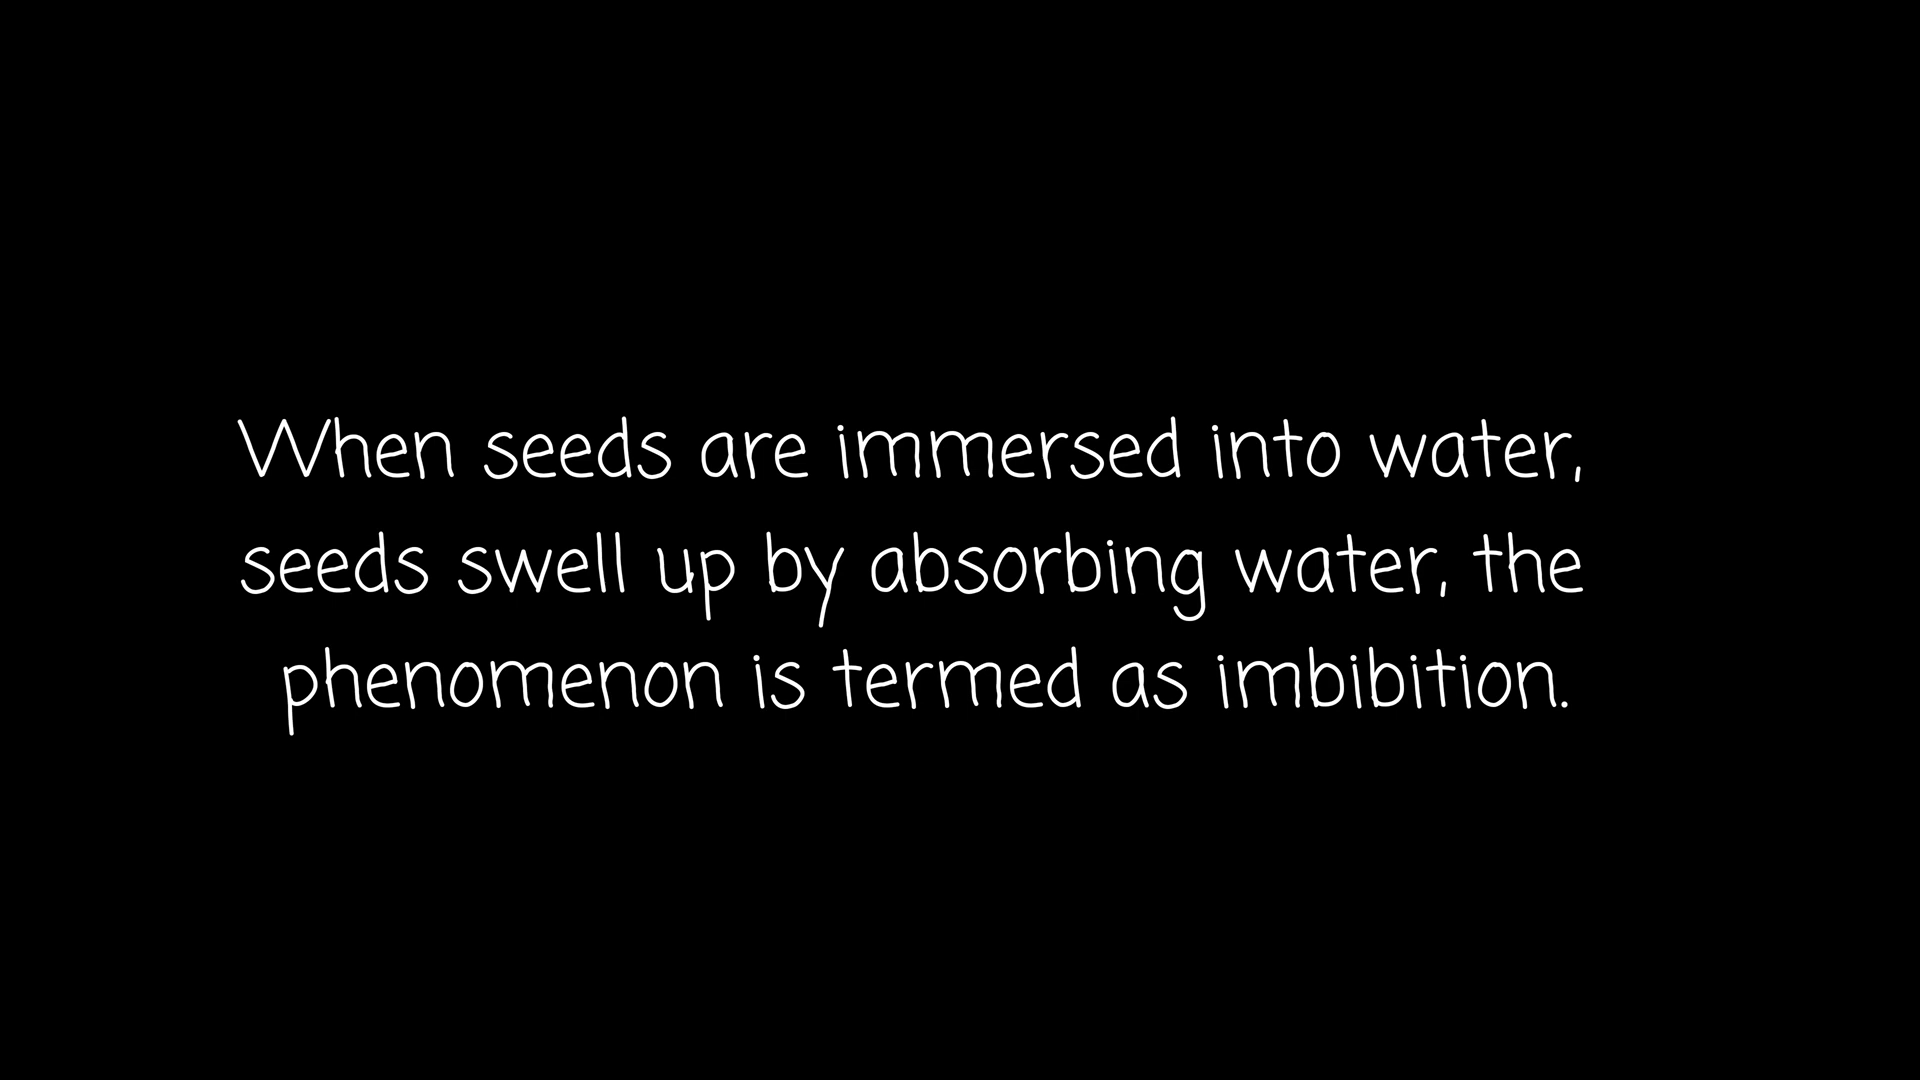 When seeds are immersed into water,
seeds swell up by absorbing water, the
phenomenon is termed as imbibition.